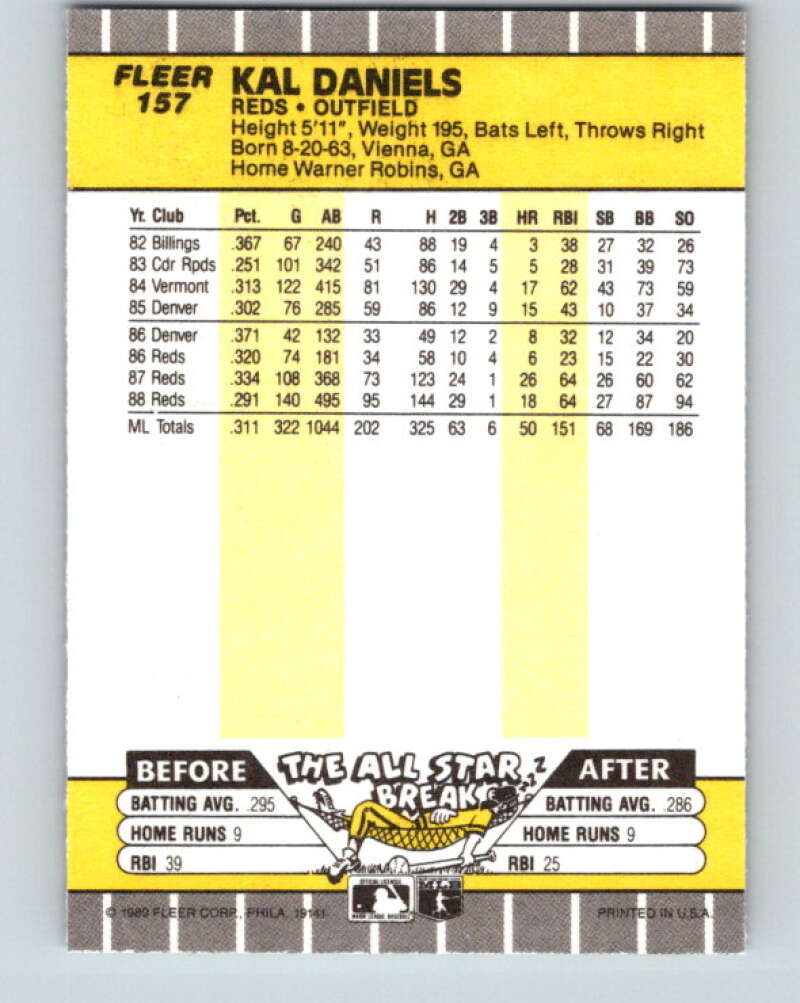 FLEER
157
KAL DANIELS
REDS • OUTFIELD
Height 5'11", Weight 195, Bats Left, Throws Right
Born 8-20-63, Vienna, GA
Home Warner Robins, GA
Yr. Club Pct. G AB R H 2B 3B HR RBI SB BB SO
82 Billings .367 67 240 43 88 19 4 3 38 27 32 26
83 Cdr Rpds .251 101 342 51 86 14 5 5 28 31 39 73
84 Vermont .313 122 415 81 130 29 4 17 62 43 73 59
85 Denver .302 76 285 59 86 12 9 15 43 10 37 34
86 Denver .371 42 132 33 49 12 2 8 32 12 34 20
86 Reds .320 74 181 34 58 10 4 6 23 15 22 30
87 Reds .334 108 368 73 123 24 1 26 64 26 60 62
88 Reds .291 140 495 95 144 29 1 18 64 27 87 94
ML Totals .311 322 1044 202 325 63 6 50 151 68 169 186
BEFORE THE ALL STAR BREAK ZZZ AFTER
BATTING AVG. .295 BATTING AVG. .286
HOME RUNS 9 HOME RUNS 9
RBI 39 RBI 25
OFFICIAL LICENSEE
MAJOR LEAGUE BASEBALL
© 1989 FLEER CORP., PHILA. 19141 PRINTED IN U.S.A.